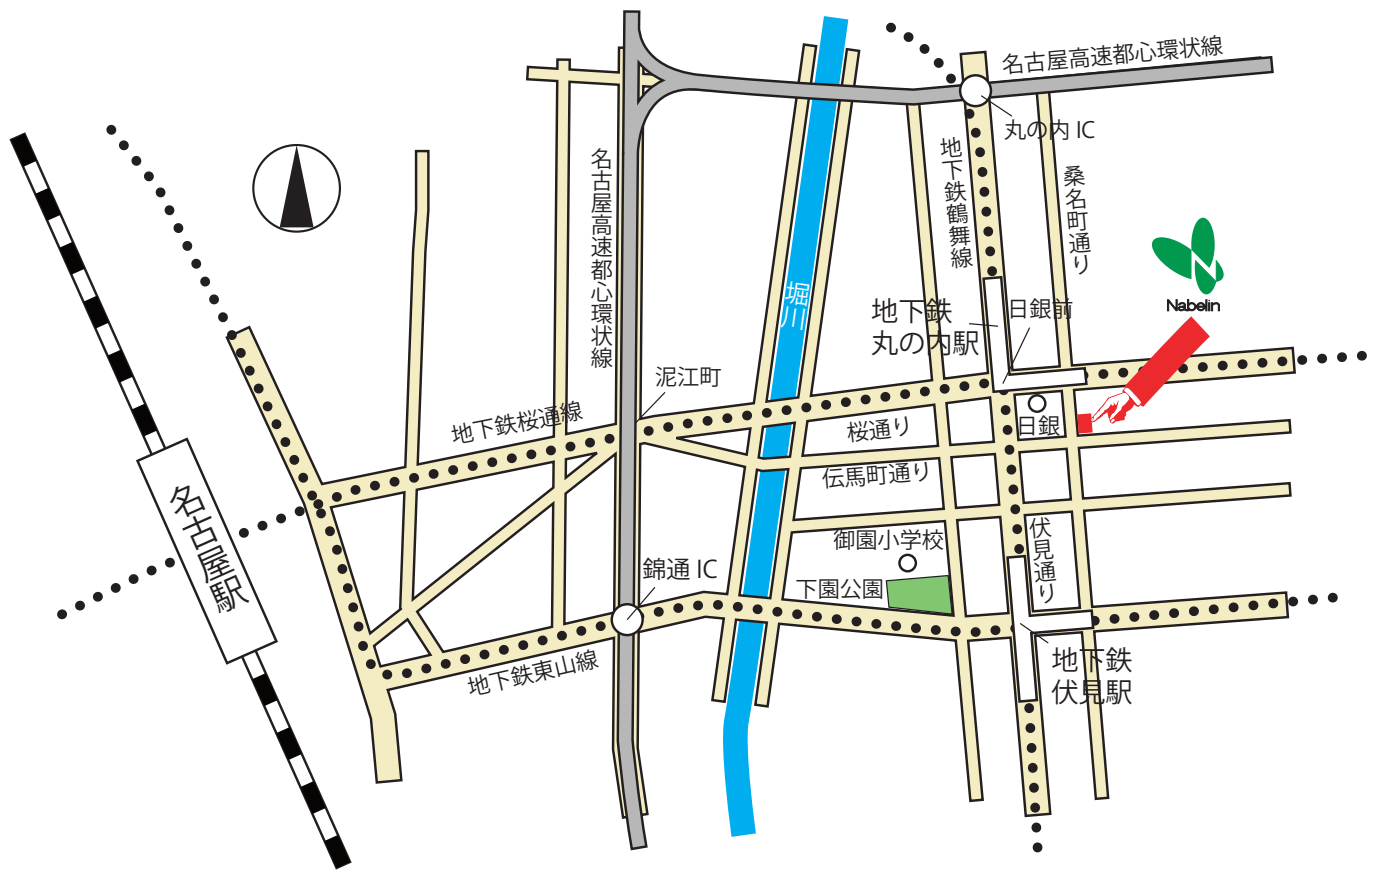 名古屋高速都心環状線
丸の内 IC
地下鉄鶴舞線
名古屋高速都心環状線
桑名町通り
堀川
Nabelin
地下鉄
丸の内駅
日銀前
泥江町
地下鉄桜通線
桜通り
日銀
伝馬町通り
名古屋駅
御園小学校
伏見通り
錦通 IC
下園公園
地下鉄東山線
地下鉄
伏見駅